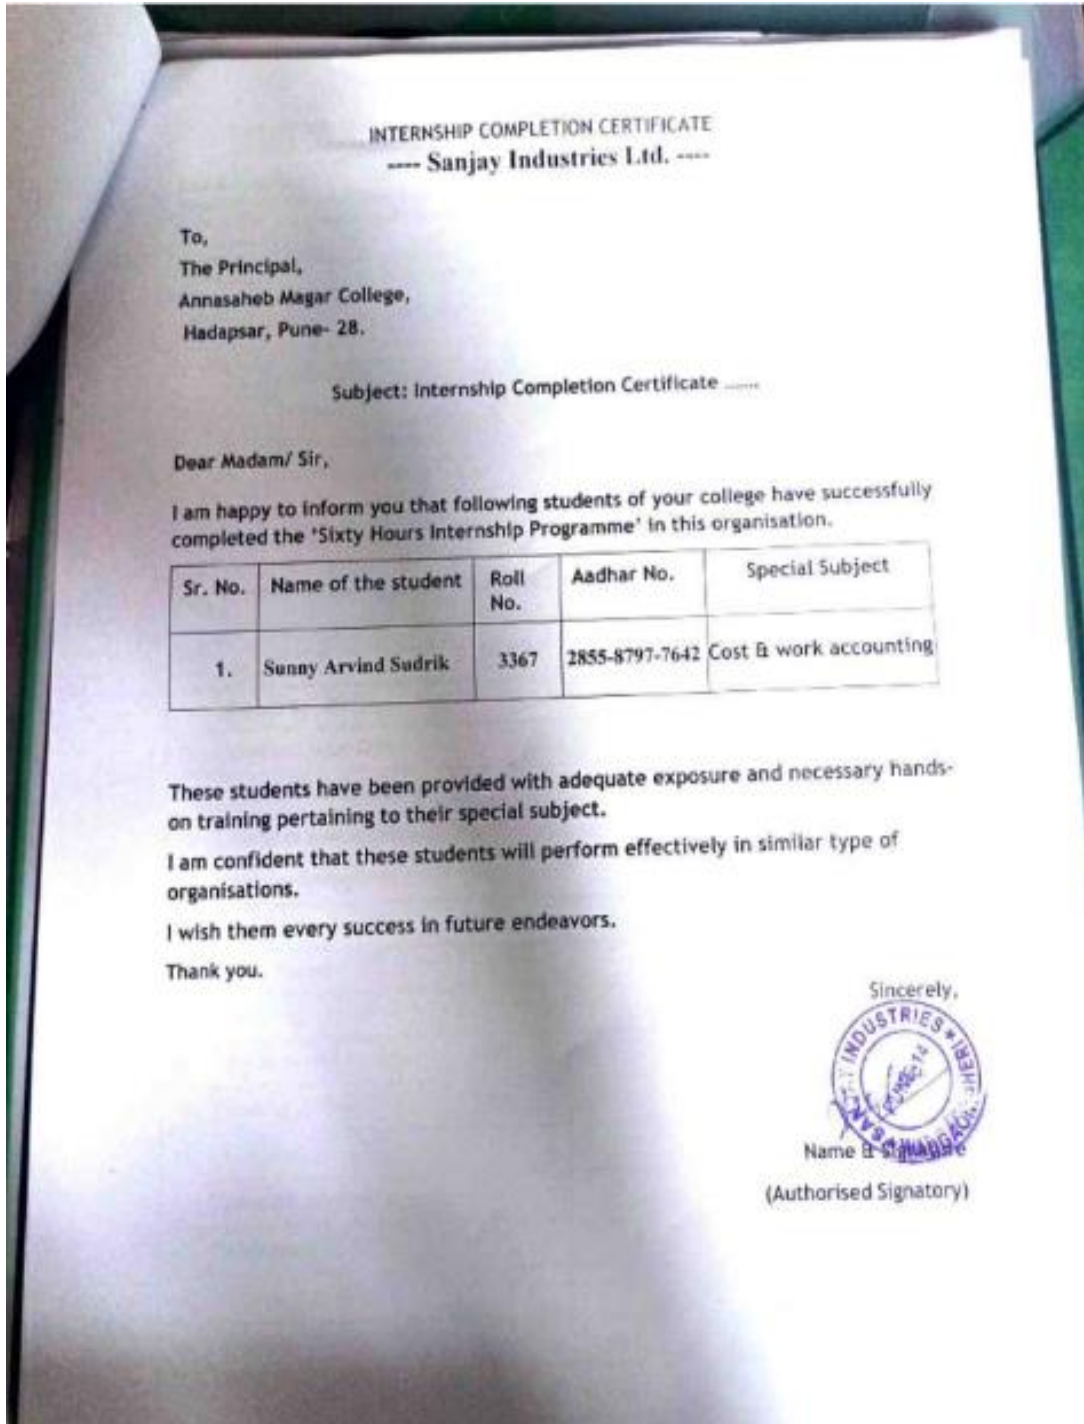 INTERNSHIP COMPLETION CERTIFICATE
---- Sanjay Industries Ltd. ----
To,
The Principal,
Annasaheb Magar College,
Hadapsar, Pune- 28.
Subject: Internship Completion Certificate ......
Dear Madam/ Sir,
I am happy to inform you that following students of your college have successfully
completed the 'Sixty Hours Internship Programme' in this organisation.
Sr. No. Name of the student Roll No. Aadhar No. Special Subject
1. Sunny Arvind Sudrik 3367 2855-8797-7642 Cost & work accounting
These students have been provided with adequate exposure and necessary hands-
on training pertaining to their special subject.
I am confident that these students will perform effectively in similar type of
organisations.
I wish them every success in future endeavors.
Thank you.
Sincerely,
INDUSTRIES
Name &
(Authorised Signatory)